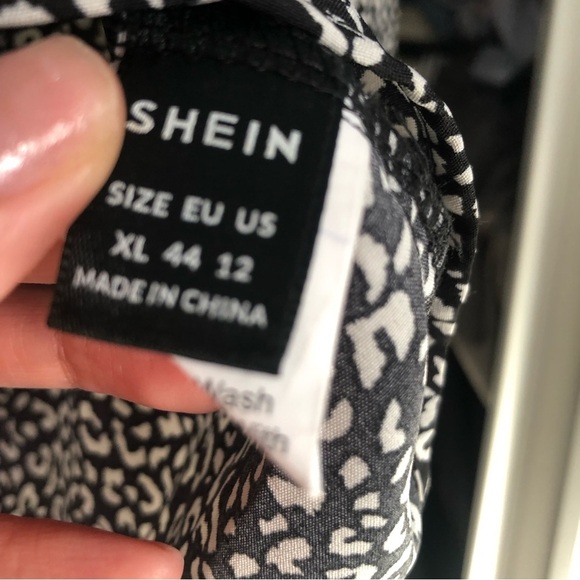 SHEIN
SIZE EU US
XL 44 12
MADE IN CHINA
Wash